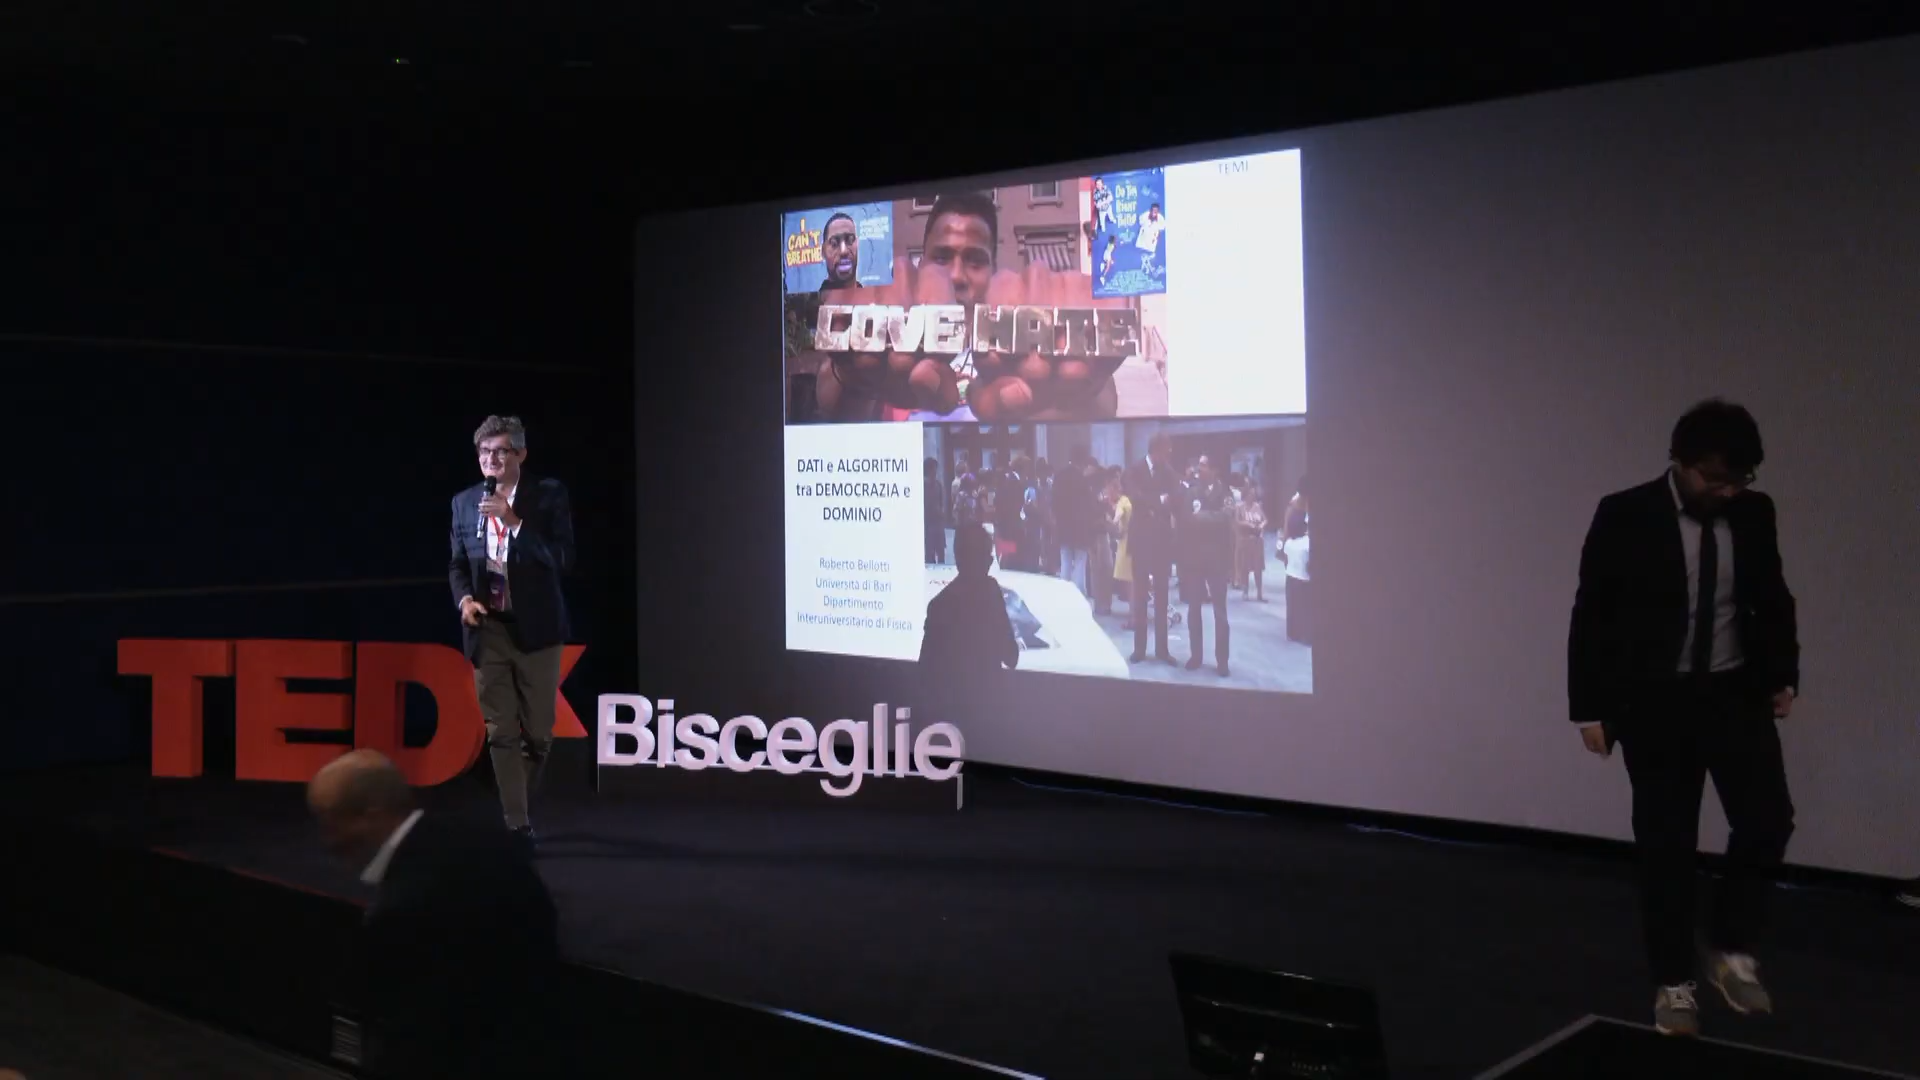 TEMI
I
CAN'T
BREATHE
Do The
Right
Thing
LOVE HATE
DATI e ALGORITMI
tra DEMOCRAZIA e
DOMINIO
Roberto Bellotti
Università di Bari
Dipartimento
Interuniversitario di Fisica
TEDx
Bisceglie